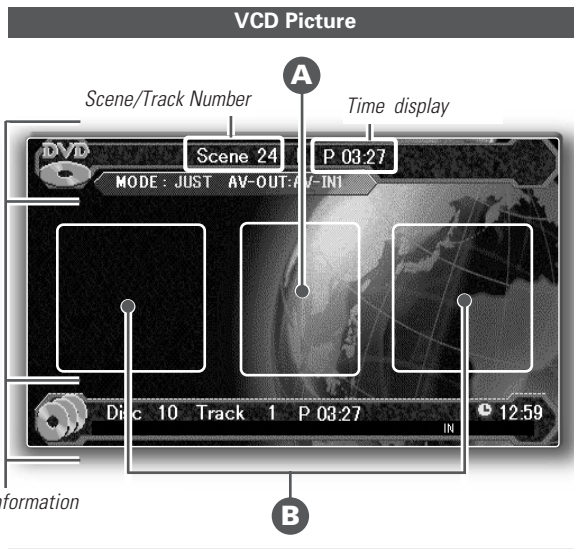 VCD Picture
A
Scene/Track Number
Time display
DVD
Scene 24 P 03:27
MODE : JUST AV-OUT:AV-IN1
Disc 10 Track 1 P 03:27 12:59
IN
nformation
B